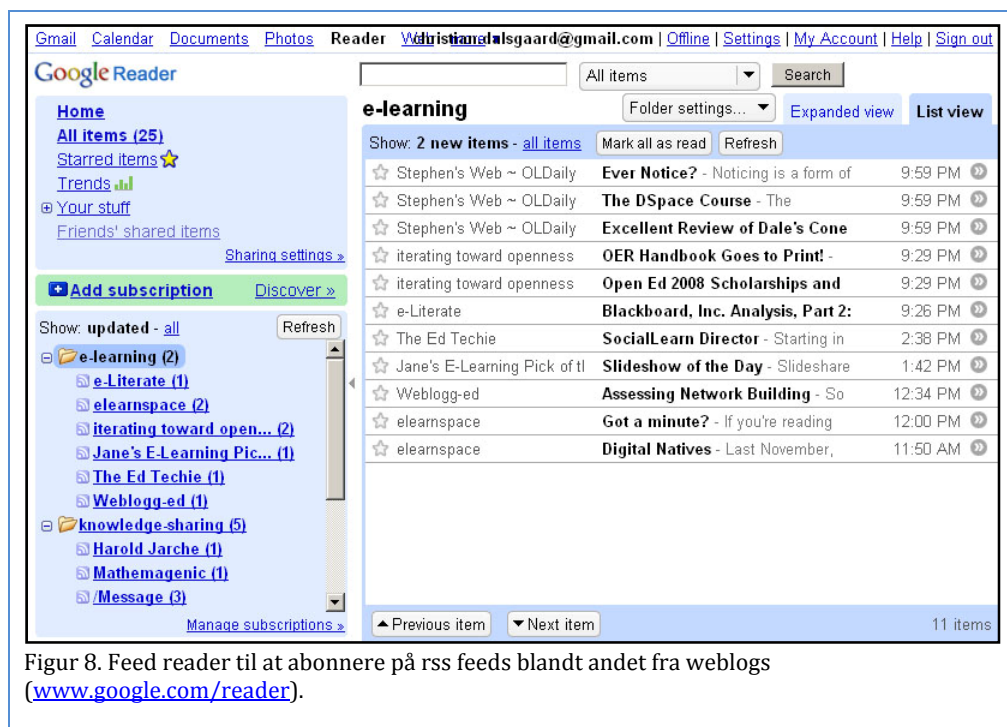 Gmail Calendar Documents Photos Reader christian.dalsgaard@gmail.com | Offline | Settings | My Account | Help | Sign out
Google Reader
All items
Search
Home
All items (25)
Starred items
Trends
Your stuff
Friends' shared items
Sharing settings »
Add subscription Discover »
Show: updated - all
Refresh
e-learning (2)
e-Literate (1)
elearnspace (2)
iterating toward open... (2)
Jane's E-Learning Pic... (1)
The Ed Techie (1)
Weblogg-ed (1)
knowledge-sharing (5)
Harold Jarche (1)
Mathemagenic (1)
/Message (3)
Manage subscriptions »
e-learning
Folder settings...
Expanded view
List view
Show: 2 new items - all items
Mark all as read
Refresh
Stephen's Web ~ OLDaily Ever Notice? - Noticing is a form of 9:59 PM
Stephen's Web ~ OLDaily The DSpace Course - The 9:59 PM
Stephen's Web ~ OLDaily Excellent Review of Dale's Cone 9:59 PM
iterating toward openness OER Handbook Goes to Print! - 9:29 PM
iterating toward openness Open Ed 2008 Scholarships and 9:29 PM
e-Literate Blackboard, Inc. Analysis, Part 2: 9:26 PM
The Ed Techie SocialLearn Director - Starting in 2:38 PM
Jane's E-Learning Pick of tl Slideshow of the Day - Slideshare 1:42 PM
Weblogg-ed Assessing Network Building - So 12:34 PM
elearnspace Got a minute? - If you're reading 12:00 PM
elearnspace Digital Natives - Last November, 11:50 AM
Previous item
Next item
11 items
Figur 8. Feed reader til at abonnere på rss feeds blandt andet fra weblogs
(www.google.com/reader).